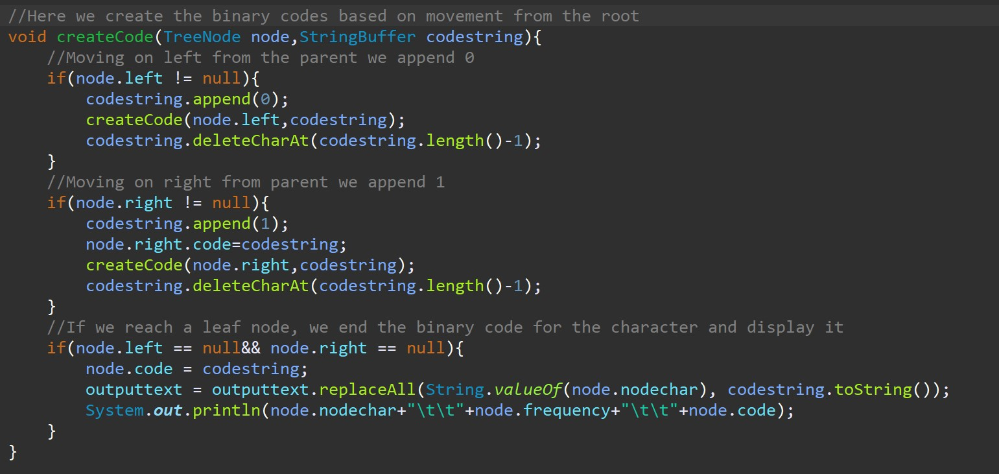 //Here we create the binary codes based on movement from the root
void createCode(TreeNode node,StringBuffer codestring){
    //Moving on left from the parent we append 0
    if(node.left != null){
        codestring.append(0);
        createCode(node.left,codestring);
        codestring.deleteCharAt(codestring.length()-1);
    }
    //Moving on right from parent we append 1
    if(node.right != null){
        codestring.append(1);
        node.right.code=codestring;
        createCode(node.right,codestring);
        codestring.deleteCharAt(codestring.length()-1);
    }
    //If we reach a leaf node, we end the binary code for the character and display it
    if(node.left == null&& node.right == null){
        node.code = codestring;
        outputtext = outputtext.replaceAll(String.valueOf(node.nodechar), codestring.toString());
        System.out.println(node.nodechar+"\t\t"+node.frequency+"\t\t"+node.code);
    }
}